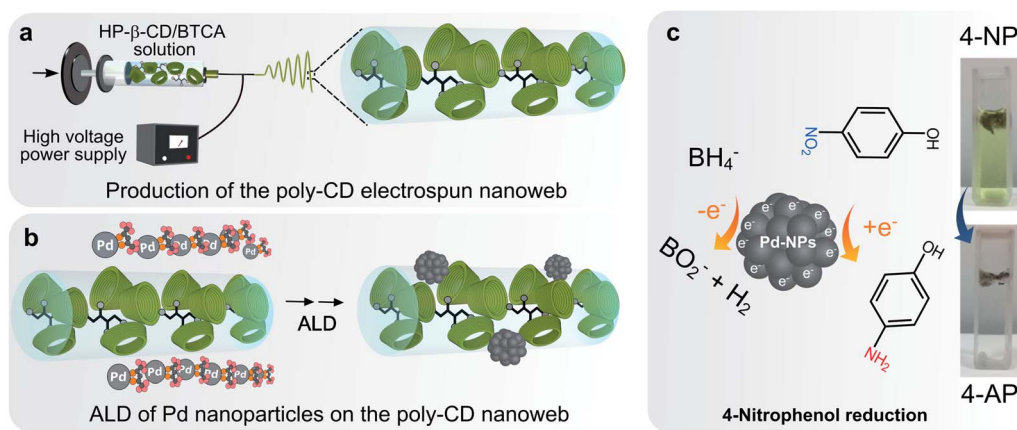 a
HP-β-CD/BTCA
solution
High voltage
power supply
Production of the poly-CD electrospun nanoweb
b
Pd Pd Pd Pd Pd Pd
ALD
Pd Pd Pd Pd Pd Pd
ALD of Pd nanoparticles on the poly-CD nanoweb
c
4-NP
NO₂
OH
BH₄⁻
-e⁻
e⁻ e⁻ e⁻ e⁻ e⁻ e⁻ e⁻ e⁻ e⁻ e⁻
Pd-NPs
+e⁻
BO₂⁻ + H₂
OH
NH₂
4-AP
4-Nitrophenol reduction